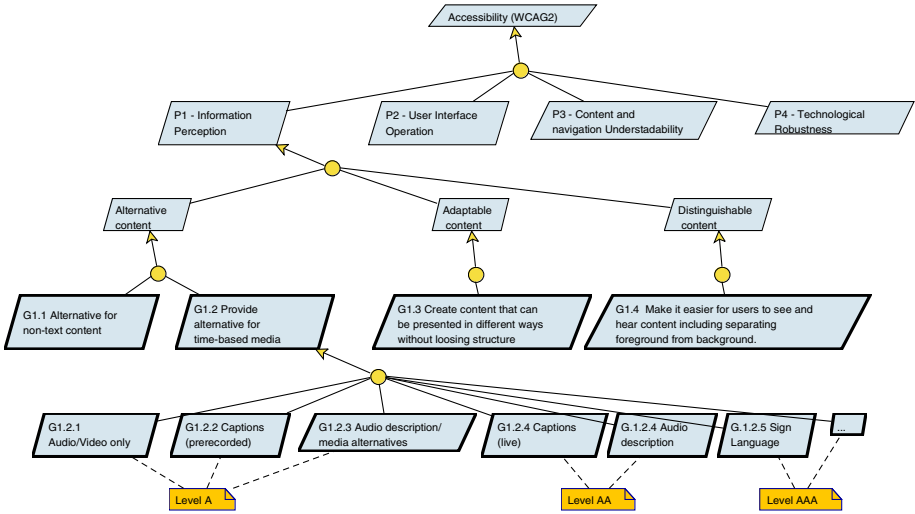 Accessibility (WCAG2)
P1 - Information
Perception
P2 - User Interface
Operation
P3 - Content and
navigation Understadability
P4 - Technological
Robustness
Alternative
content
Adaptable
content
Distinguishable
content
G1.1 Alternative for
non-text content
G1.2 Provide
alternative for
time-based media
G1.3 Create content that can
be presented in different ways
without loosing structure
G1.4 Make it easier for users to see and
hear content including separating
foreground from background.
G1.2.1
Audio/Video only
G1.2.2 Captions
(prerecorded)
G1.2.3 Audio description/
media alternatives
G1.2.4 Captions
(live)
G.1.2.4 Audio
description
G.1.2.5 Sign
Language
...
Level A
Level AA
Level AAA